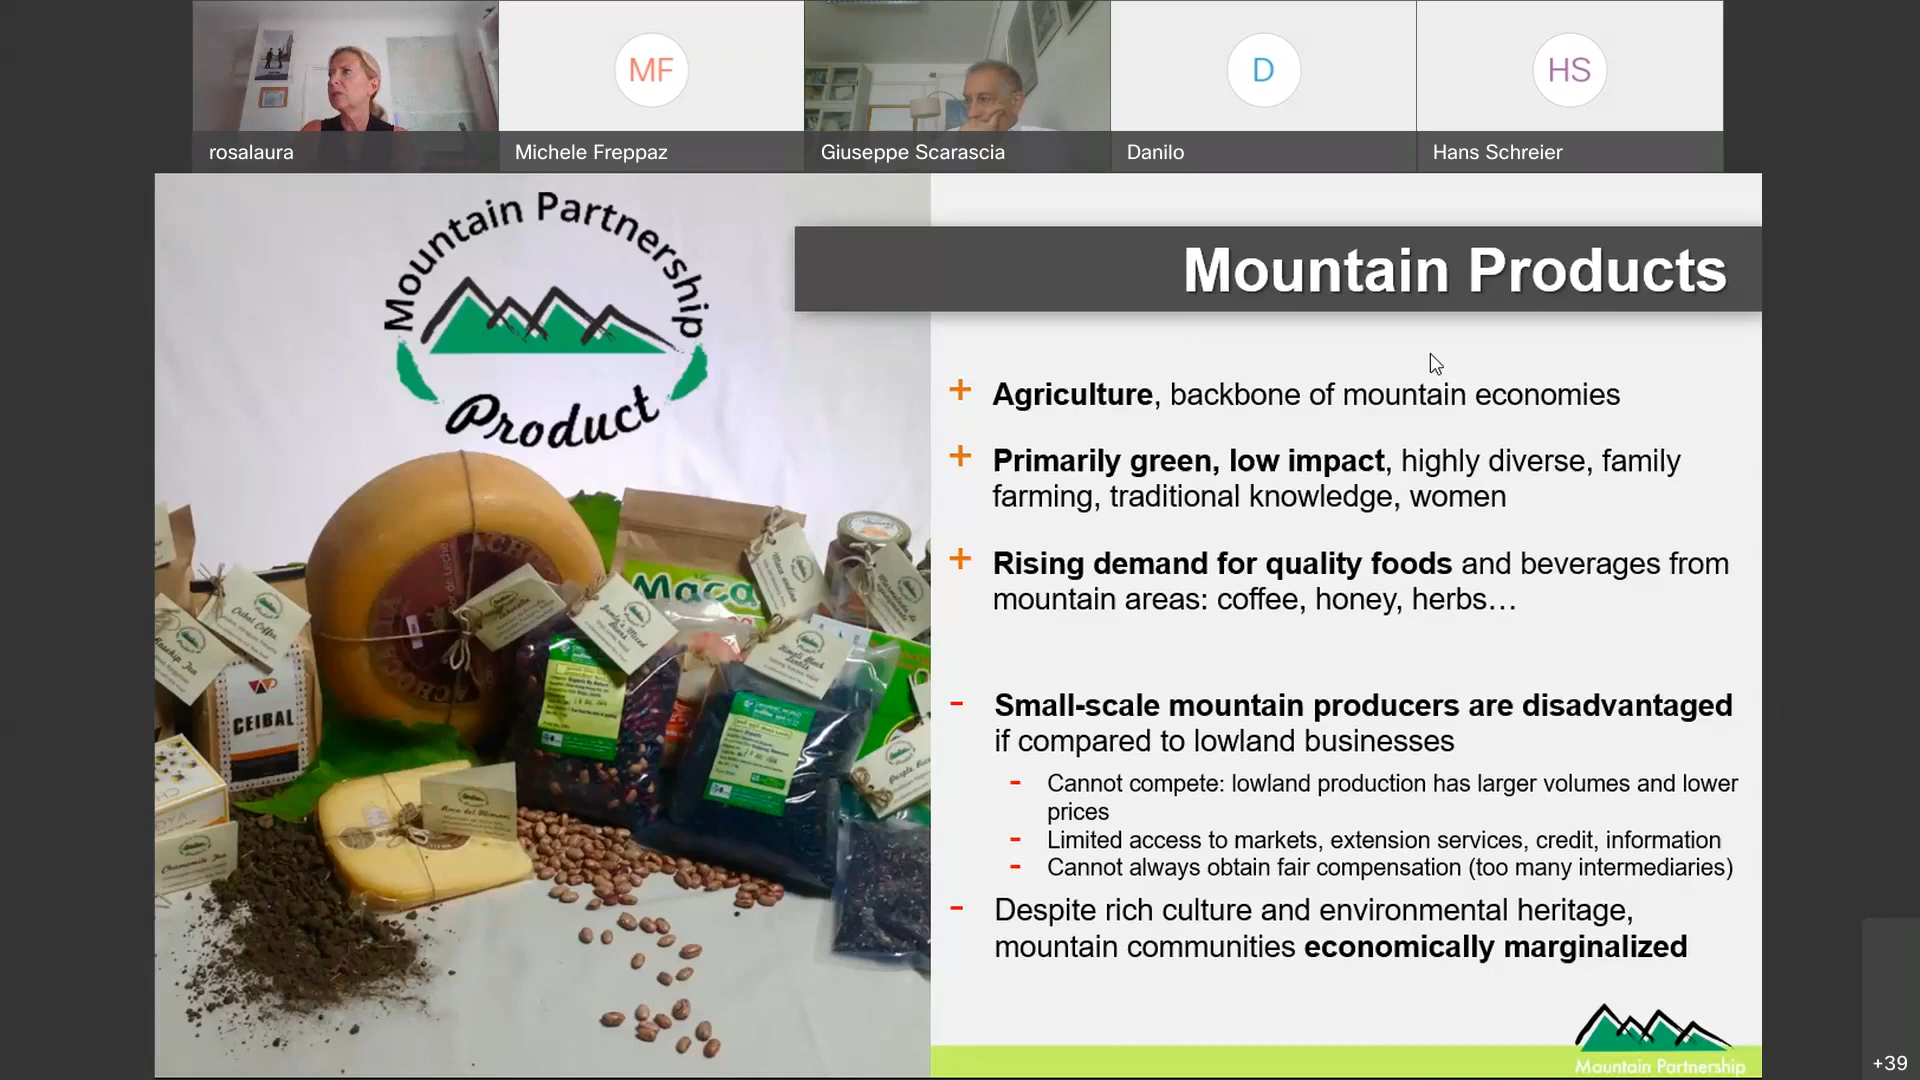 MF
D
HS
rosalaura
Michele Freppaz
Giuseppe Scarascia
Danilo
Hans Schreier
Mountain Partnership
Product
Mountain Products
+ Agriculture, backbone of mountain economies
+ Primarily green, low impact, highly diverse, family
farming, traditional knowledge, women
+ Rising demand for quality foods and beverages from
mountain areas: coffee, honey, herbs…
- Small-scale mountain producers are disadvantaged
if compared to lowland businesses
- Cannot compete: lowland production has larger volumes and lower
prices
- Limited access to markets, extension services, credit, information
- Cannot always obtain fair compensation (too many intermediaries)
- Despite rich culture and environmental heritage,
mountain communities economically marginalized
Maca
CEIBAL
Chamomile Tea
Mountain Partnership
+39